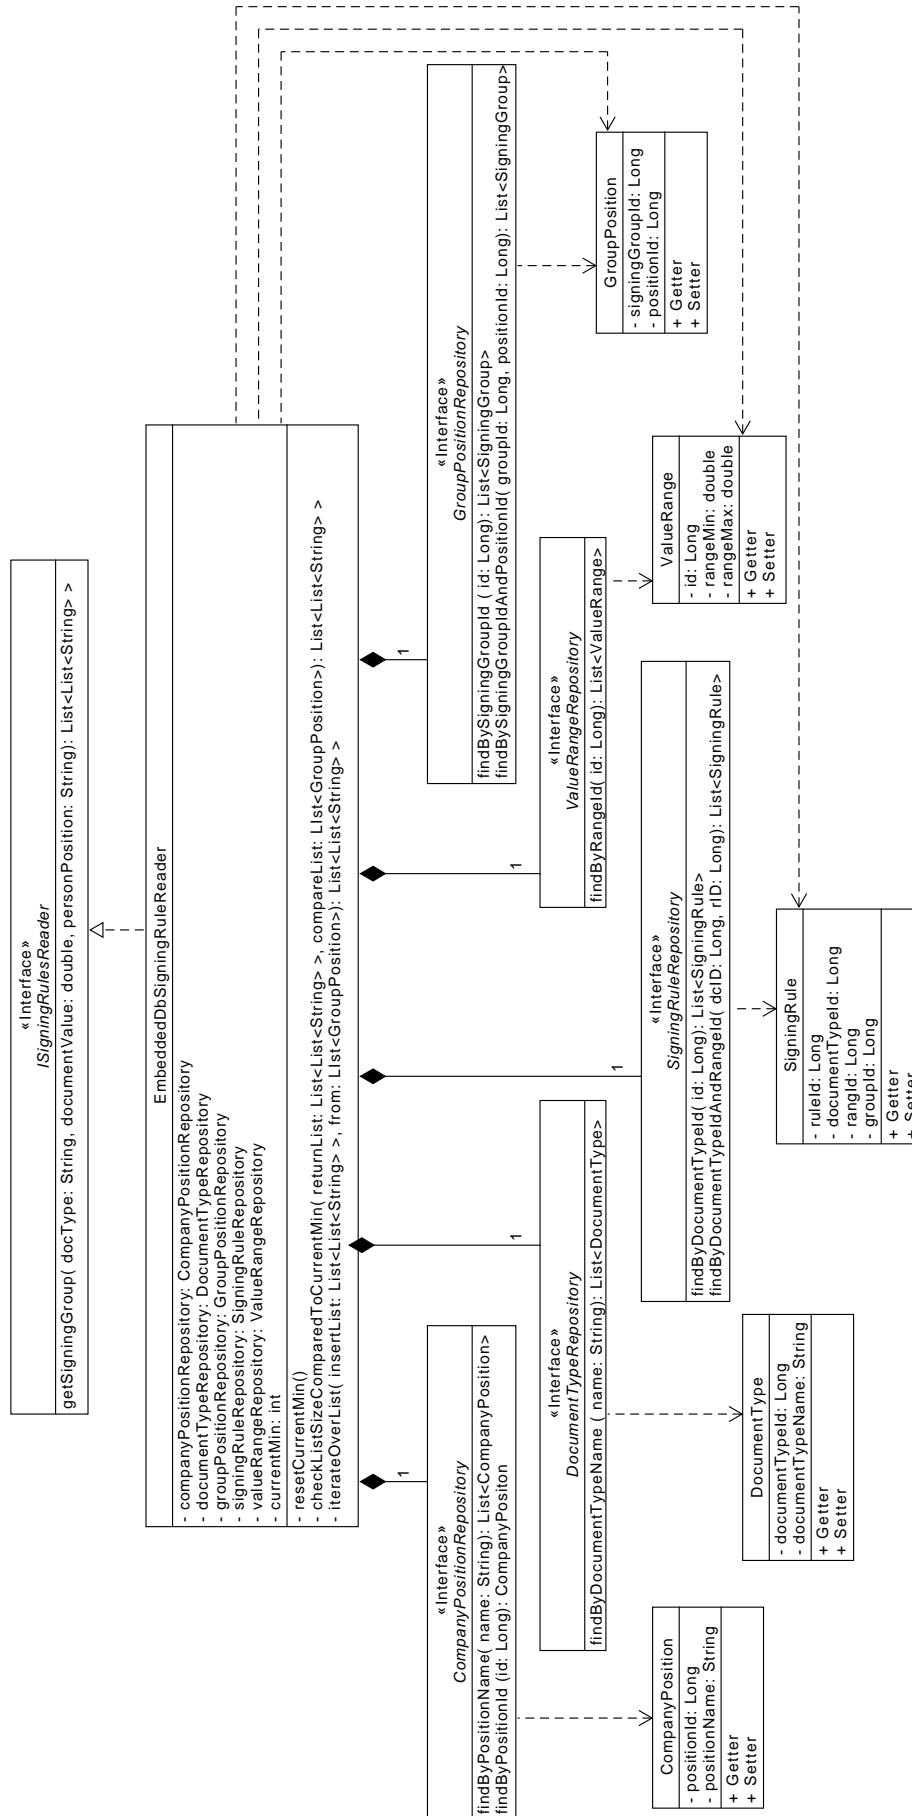 «Interface»
ISigningRulesReader
getSigningGroup( docType: String, documentValue: double, personPosition: String): List<List<String> >
EmbeddedDbSigningRuleReader
- companyPositionRepository: CompanyPositionRepository
- documentTypeRepository: DocumentTypeRepository
- groupPositionRepository: GroupPositionRepository
- signingRuleRepository: SigningRuleRepository
- valueRangeRepository: ValueRangeRepository
- currentMin: int
- resetCurrentMin()
- checkListSizeComparedToCurrentMin( returnList: List<List<String> >, compareList: LIst<GroupPosition>): List<List<String> >
- iterateOverList( insertList: List<List<String> >, from: LIst<GroupPosition>): List<List<String> >
1
1
1
1
1
«Interface»
CompanyPositionRepository
findByPositionName( name: String): List<CompanyPosition>
findByPositionId (id: Long): CompanyPositon
«Interface»
DocumentTypeRepository
findByDocumentTypeName ( name: String): List<DocumentType>
«Interface»
SigningRuleRepository
findByDocumentTypeId( id: Long): List<SigningRule>
findByDocumentTypeIdAndRangeId( dcID: Long, rID: Long): List<SigningRule>
«Interface»
ValueRangeRepository
findByRangeId( id: Long): List<ValueRange>
«Interface»
GroupPositionRepository
findBySigningGroupId ( id: Long): List<SigningGroup>
findBySigningGroupIdAndPositionId( groupId: Long, positionId: Long): List<SigningGroup>
CompanyPosition
- positionId: Long
- positionName: String
+ Getter
+ Setter
DocumentType
- documentTypeId: Long
- documentTypeName: String
+ Getter
+ Setter
SigningRule
- ruleId: Long
- documentTypeId: Long
- rangId: Long
- groupId: Long
+ Getter
+ Setter
ValueRange
- id: Long
- rangeMin: double
- rangeMax: double
+ Getter
+ Setter
GroupPosition
- signingGroupId: Long
- positionId: Long
+ Getter
+ Setter